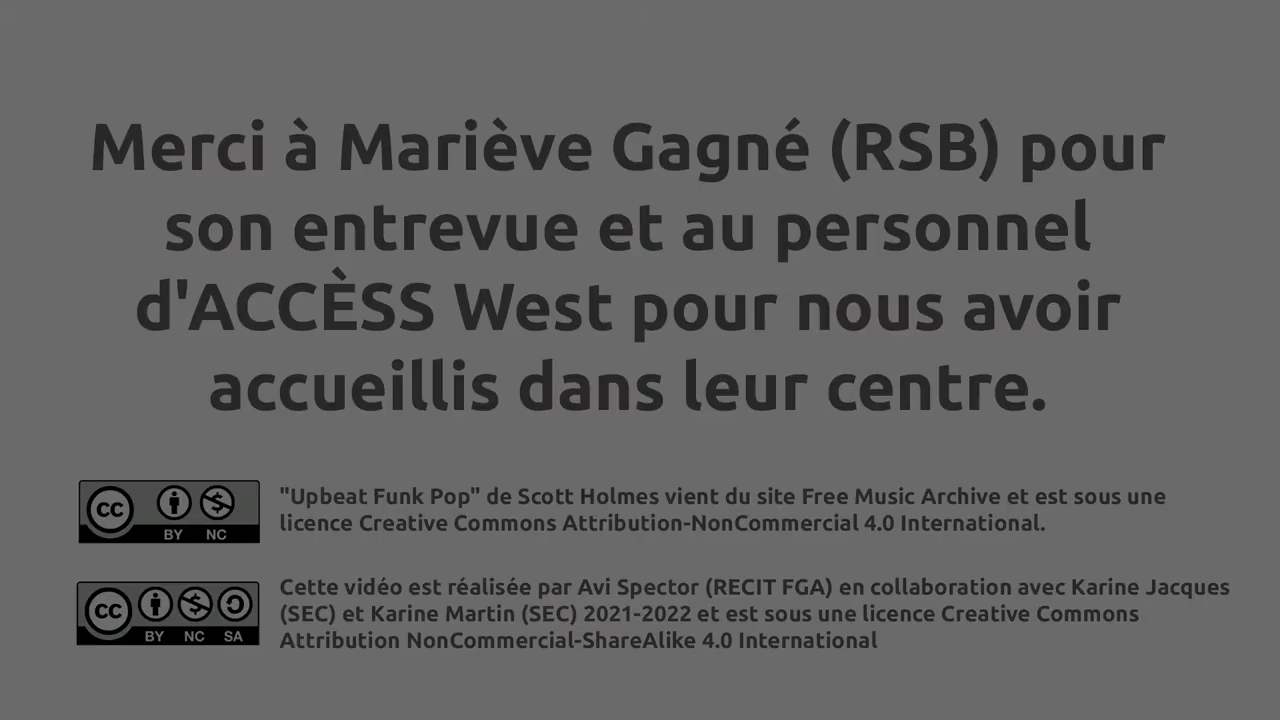 Merci à Mariève Gagné (RSB) pour
son entrevue et au personnel
d'ACCÈSS West pour nous avoir
accueillis dans leur centre.
CC BY NC
"Upbeat Funk Pop" de Scott Holmes vient du site Free Music Archive et est sous une
licence Creative Commons Attribution-NonCommercial 4.0 International.
CC BY NC SA
Cette vidéo est réalisée par Avi Spector (RECIT FGA) en collaboration avec Karine Jacques
(SEC) et Karine Martin (SEC) 2021-2022 et est sous une licence Creative Commons
Attribution NonCommercial-ShareAlike 4.0 International